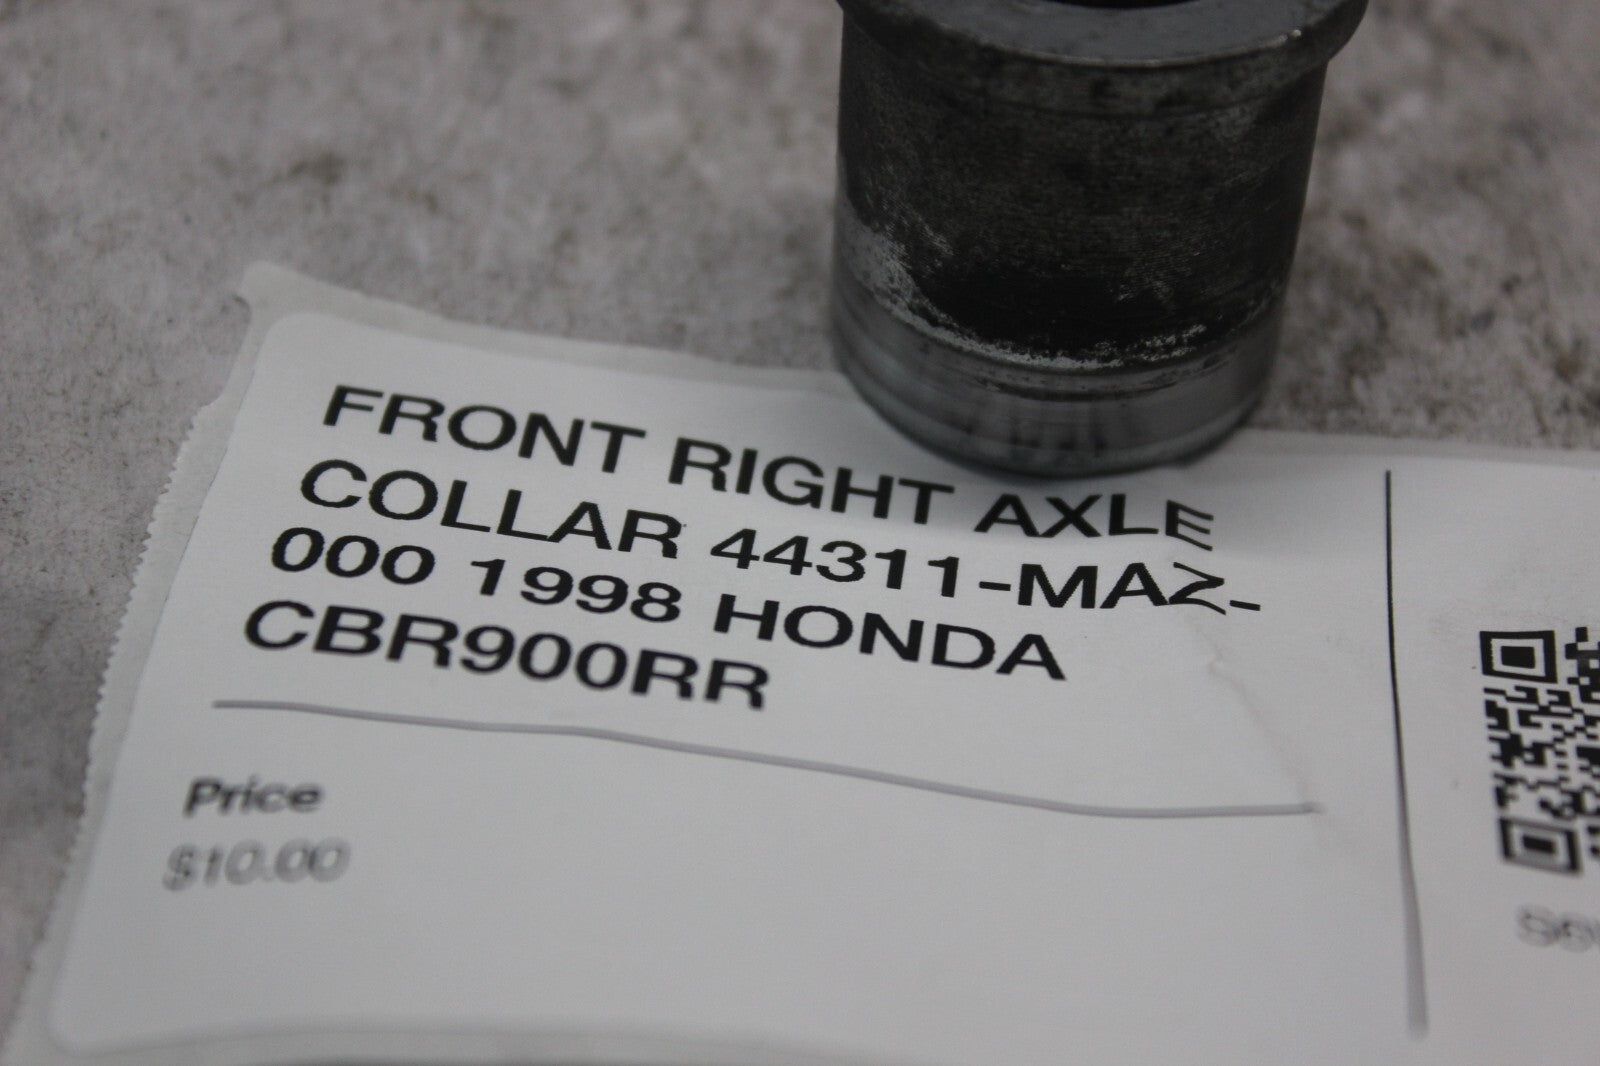 FRONT RIGHT AXLE
COLLAR 44311-MAZ-
000 1998 HONDA
CBR900RR
Price
$10.00